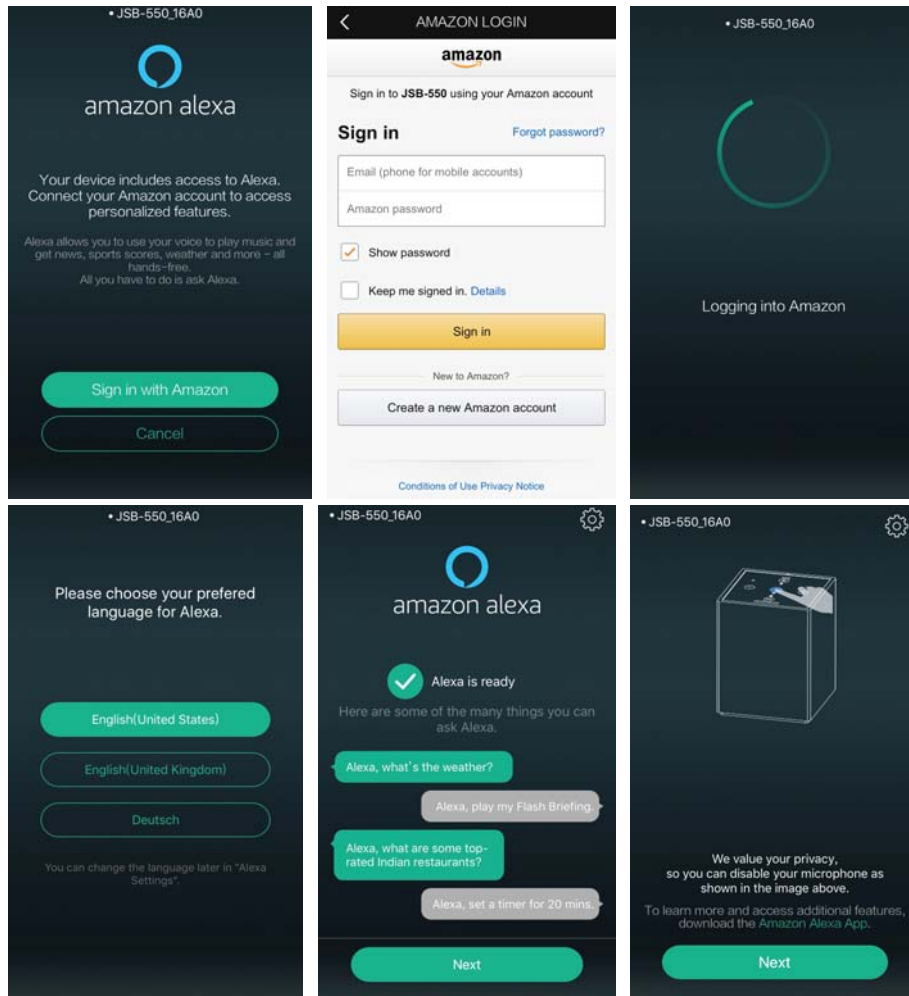 • JSB-550_16A0
amazon alexa
Your device includes access to Alexa.
Connect your Amazon account to access
personalized features.
Alexa allows you to use your voice to play music and
get news, sports scores, weather and more – all
hands-free.
All you have to do is ask Alexa.
Sign in with Amazon
Cancel
AMAZON LOGIN
amazon
Sign in to JSB-550 using your Amazon account
Sign in
Forgot password?
Email (phone for mobile accounts)
Amazon password
Show password
Keep me signed in. Details
Sign in
New to Amazon?
Create a new Amazon account
Conditions of Use Privacy Notice
• JSB-550_16A0
Logging into Amazon
• JSB-550_16A0
Please choose your prefered
language for Alexa.
English(United States)
English(United Kingdom)
Deutsch
You can change the language later in "Alexa
Settings".
• JSB-550_16A0
amazon alexa
Alexa is ready
Here are some of the many things you can
ask Alexa.
Alexa, what's the weather?
Alexa, play my Flash Briefing.
Alexa, what are some top-
rated Indian restaurants?
Alexa, set a timer for 20 mins.
Next
• JSB-550_16A0
We value your privacy,
so you can disable your microphone as
shown in the image above.
To learn more and access additional features,
download the Amazon Alexa App.
Next